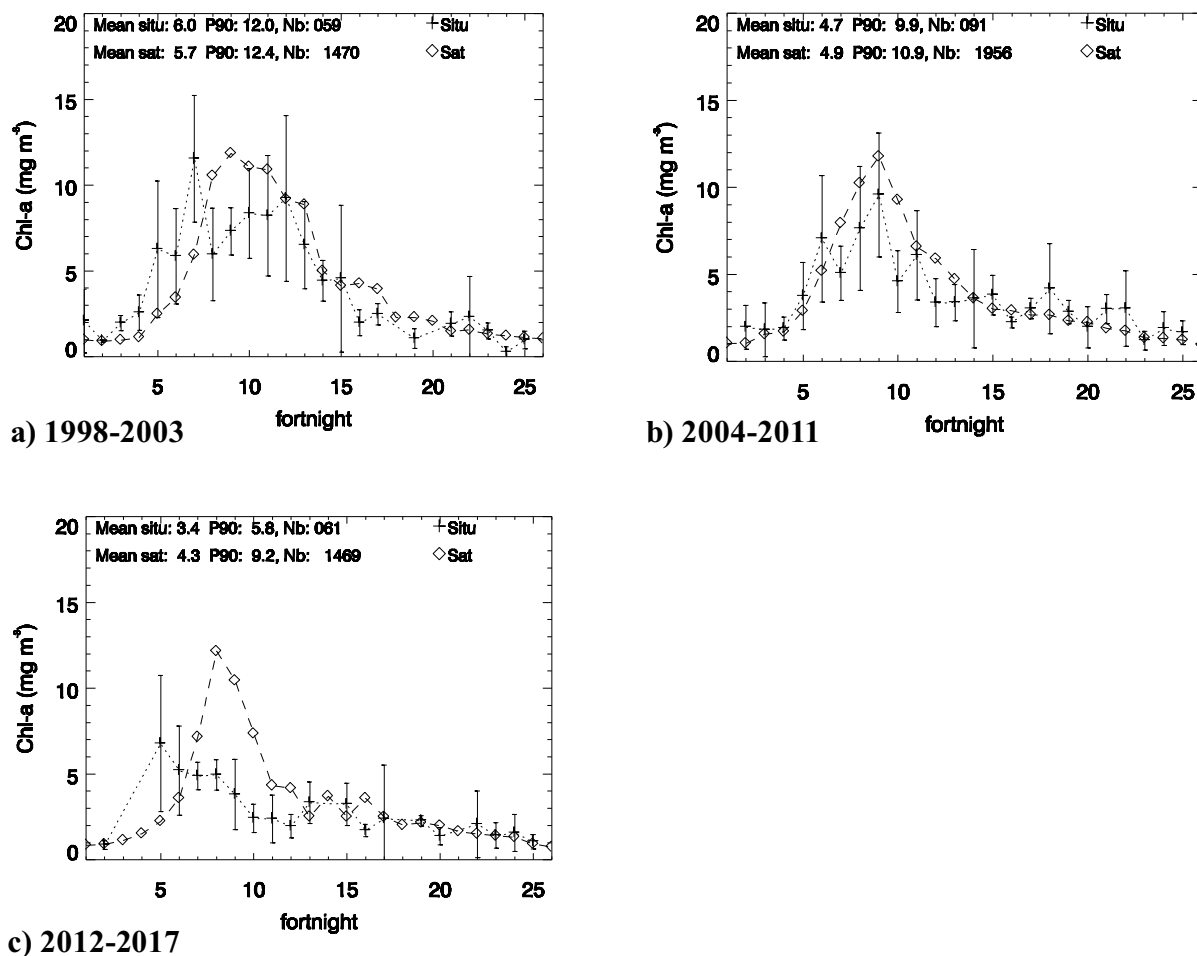 Mean situ: 6.0 P90: 12.0, Nb: 059
Situ
Mean sat: 5.7 P90: 12.4, Nb: 1470
Sat
20
15
10
5
0
Chl-a (mg m⁻³)
5 10 15 20 25
fortnight
a) 1998-2003
Mean situ: 4.7 P90: 9.9, Nb: 091
Situ
Mean sat: 4.9 P90: 10.9, Nb: 1956
Sat
20
15
10
5
0
Chl-a (mg m⁻³)
5 10 15 20 25
fortnight
b) 2004-2011
Mean situ: 3.4 P90: 5.8, Nb: 061
Situ
Mean sat: 4.3 P90: 9.2, Nb: 1469
Sat
20
15
10
5
0
Chl-a (mg m⁻³)
5 10 15 20 25
fortnight
c) 2012-2017